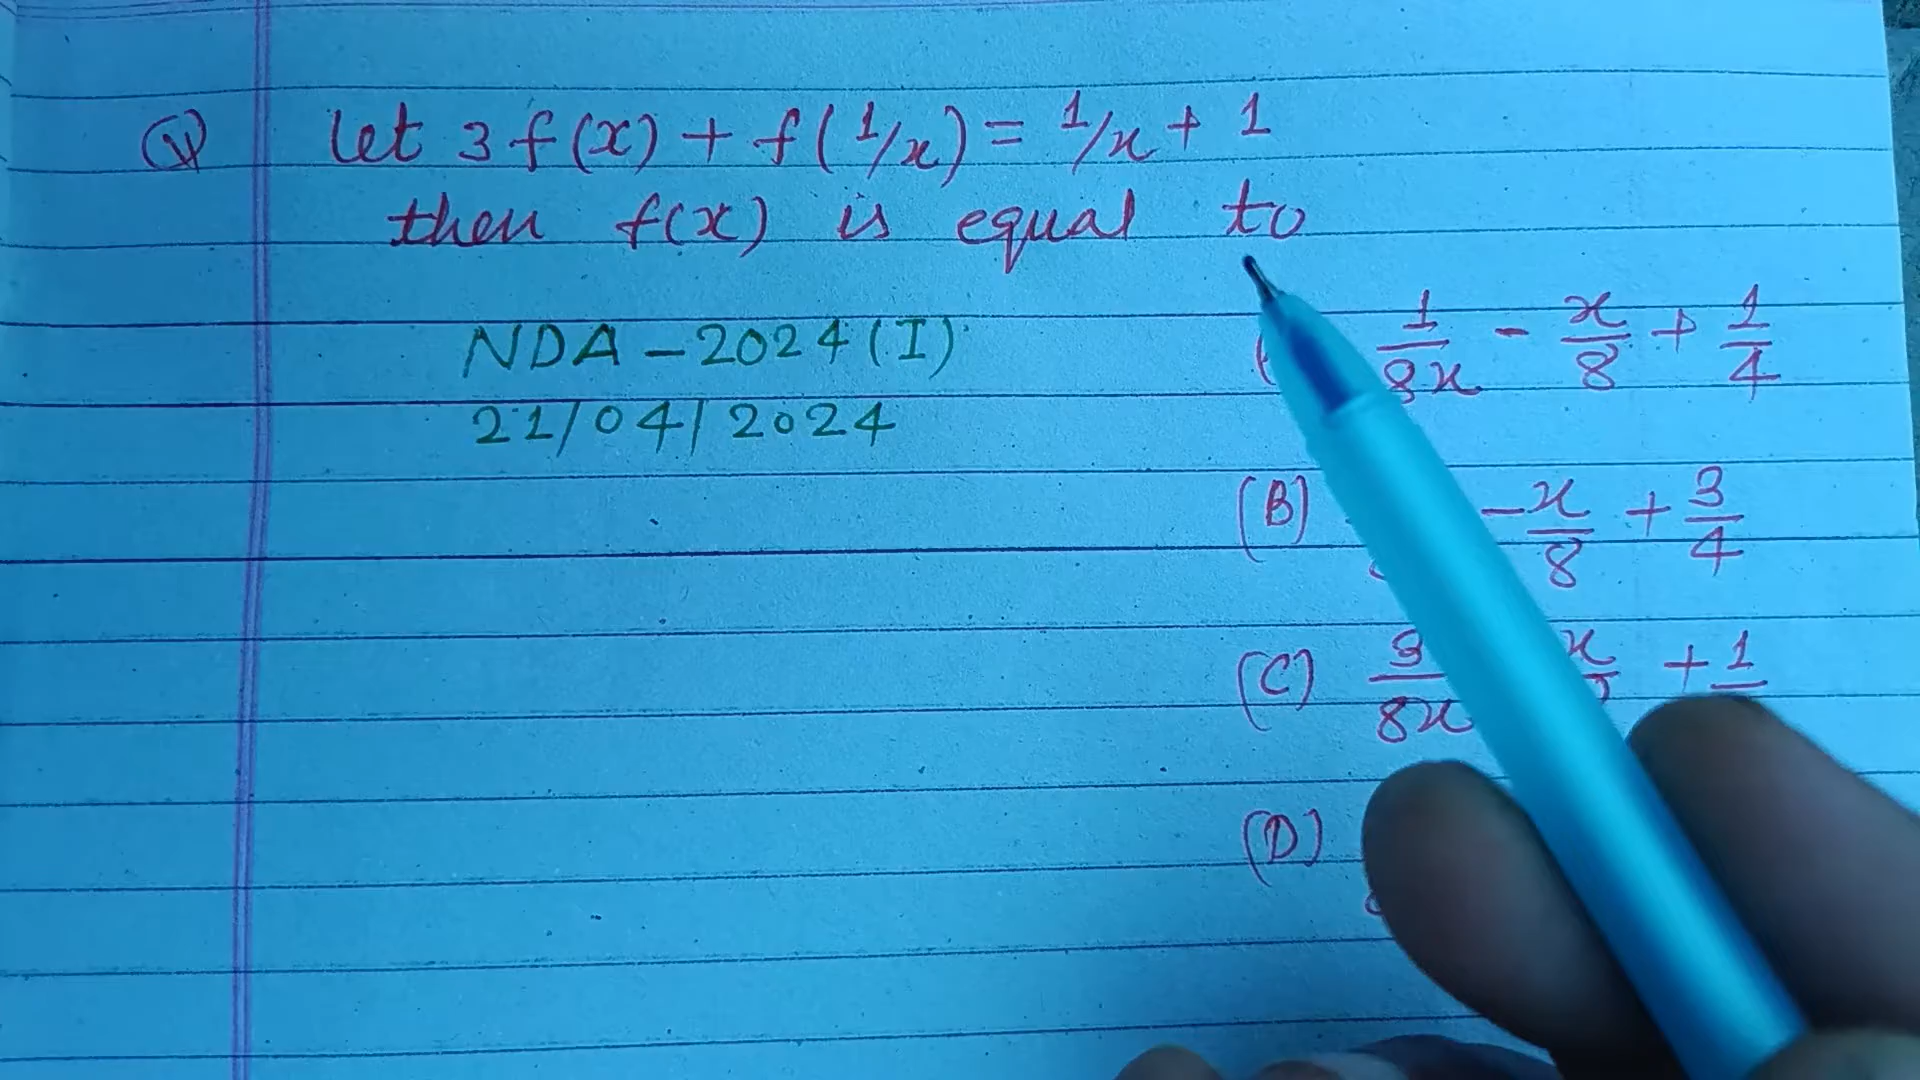 Q let 3 f(x) + f(1/x) = 1/x + 1
then f(x) is equal to
NDA - 2024 (I)
21/04/2024
( 1/8x - x/8 + 1/4
(B) - x/8 + 3/4
(C) 3/8x x + 1
(D)